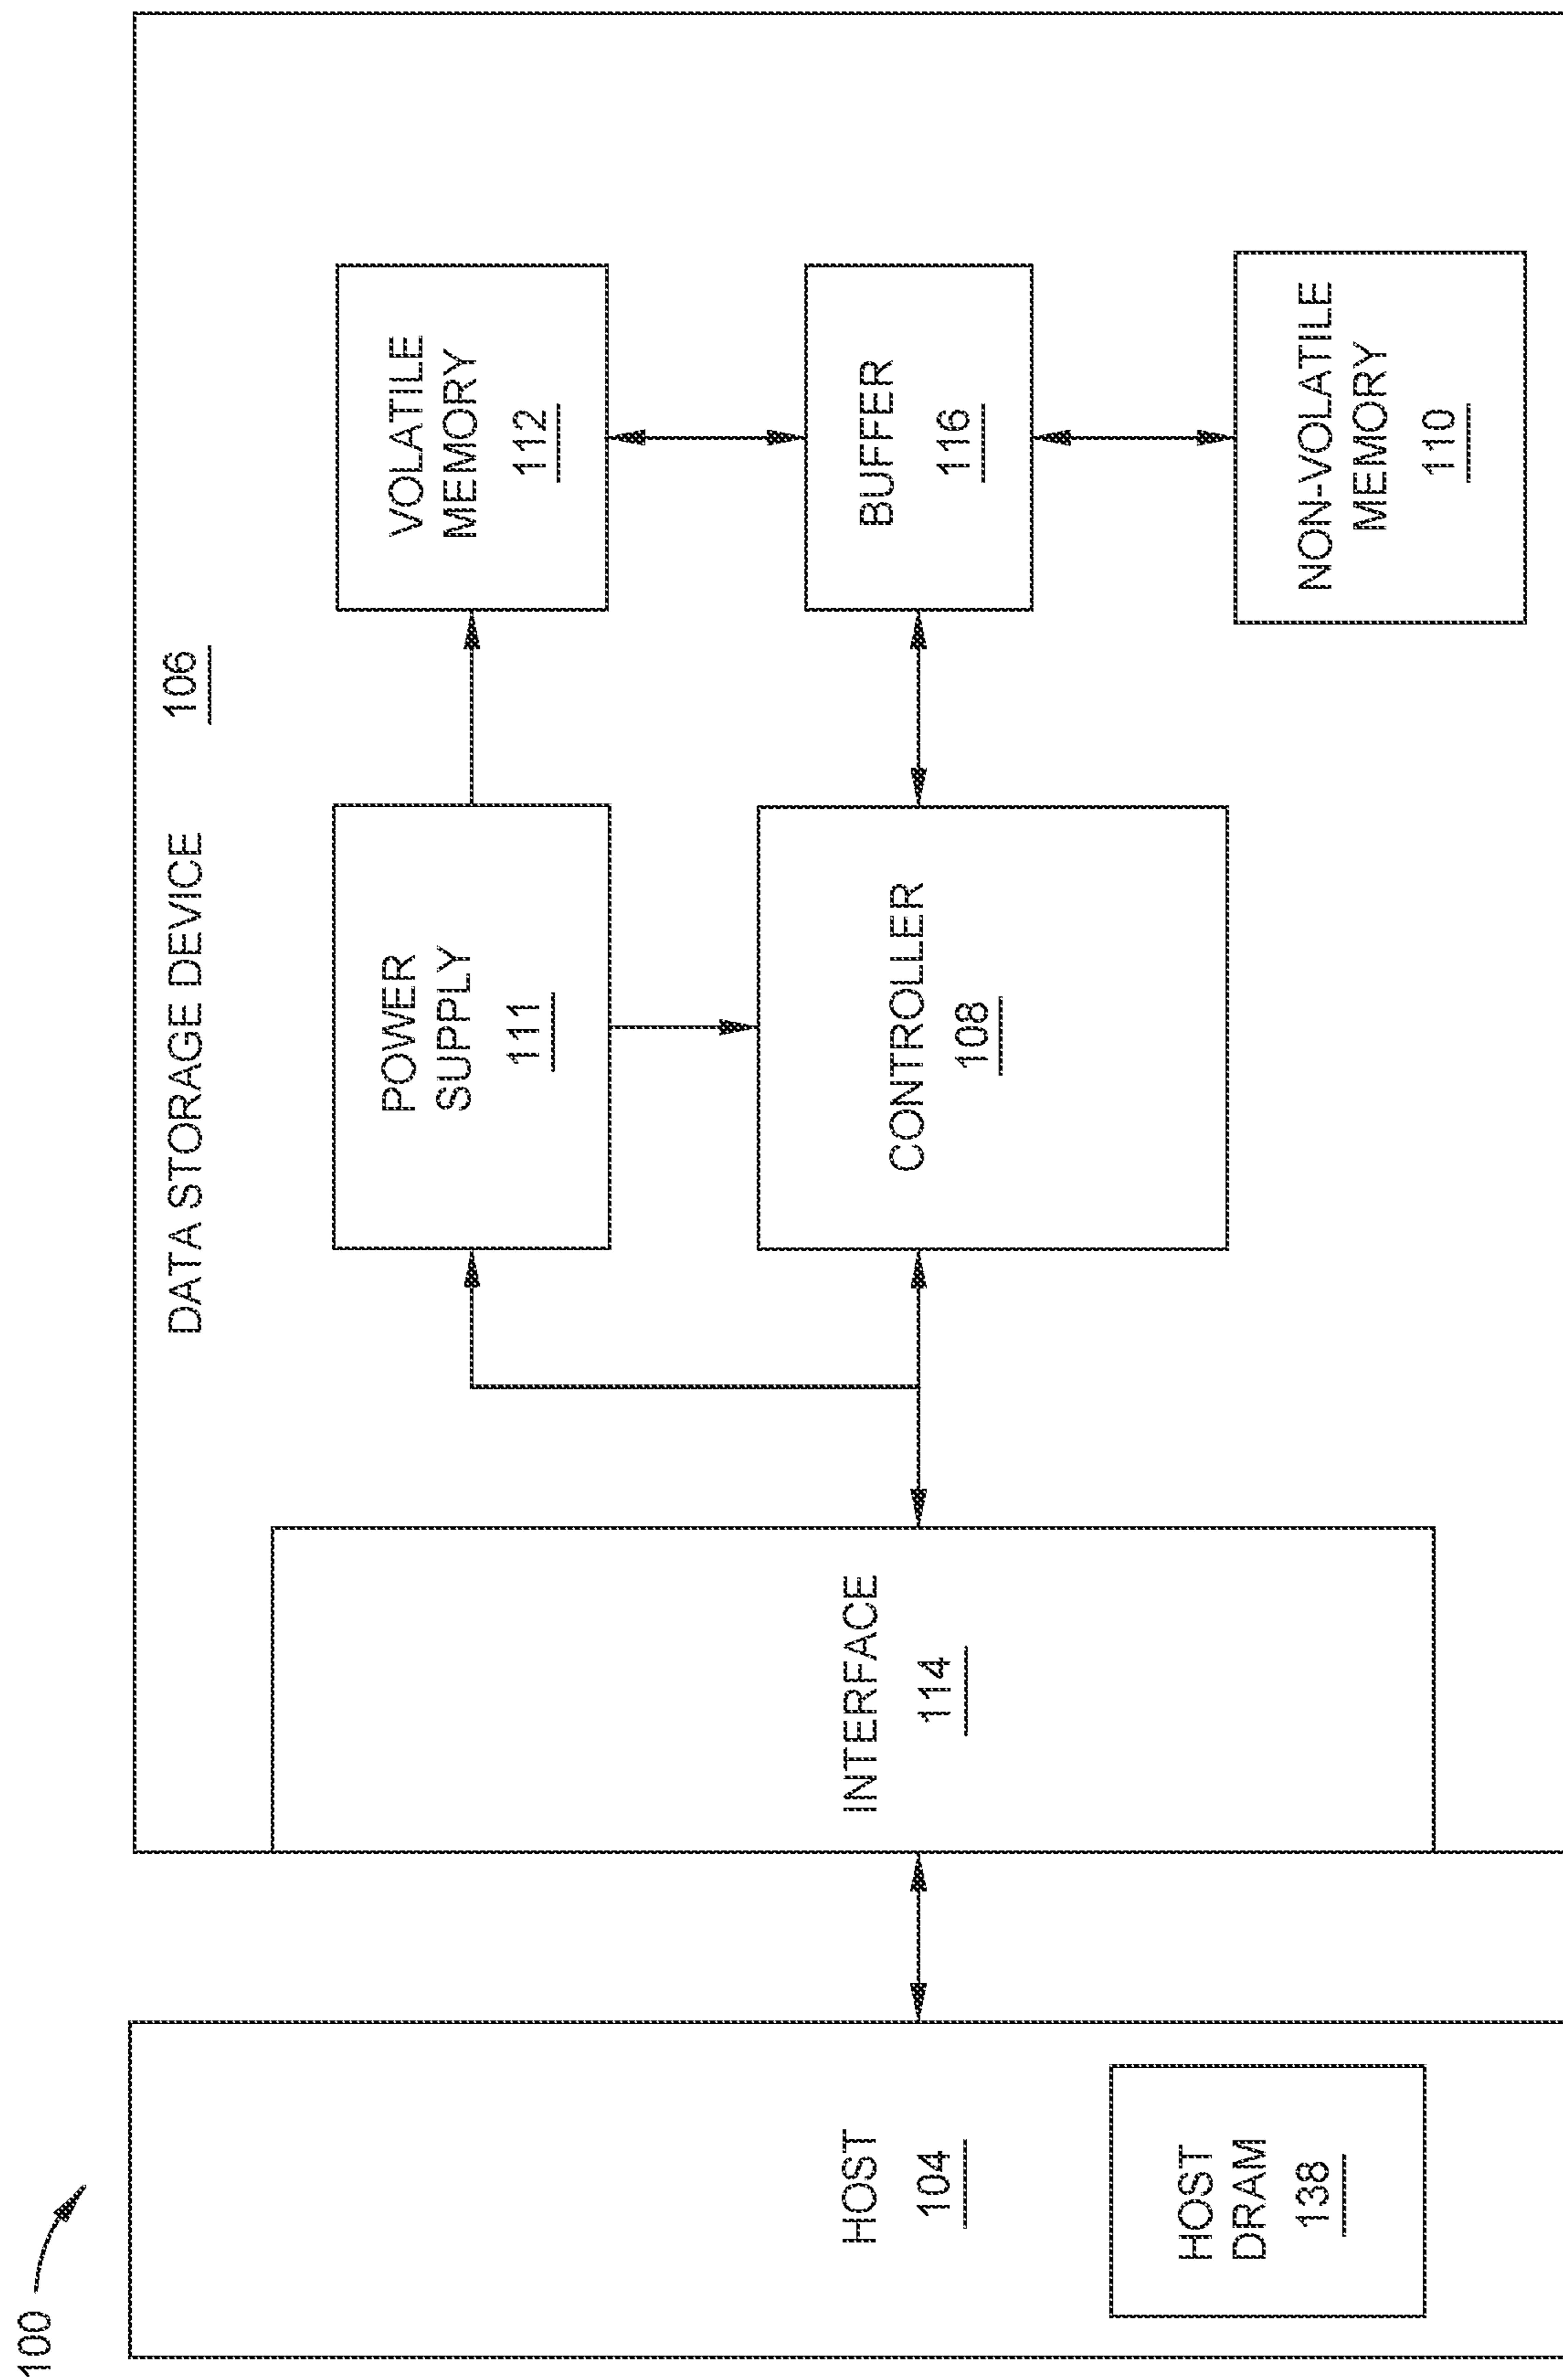 100
DATA STORAGE DEVICE 106
HOST
104
HOST
DRAM
138
INTERFACE
114
POWER
SUPPLY
111
CONTROLLER
108
VOLATILE
MEMORY
112
BUFFER
116
NON-VOLATILE
MEMORY
110